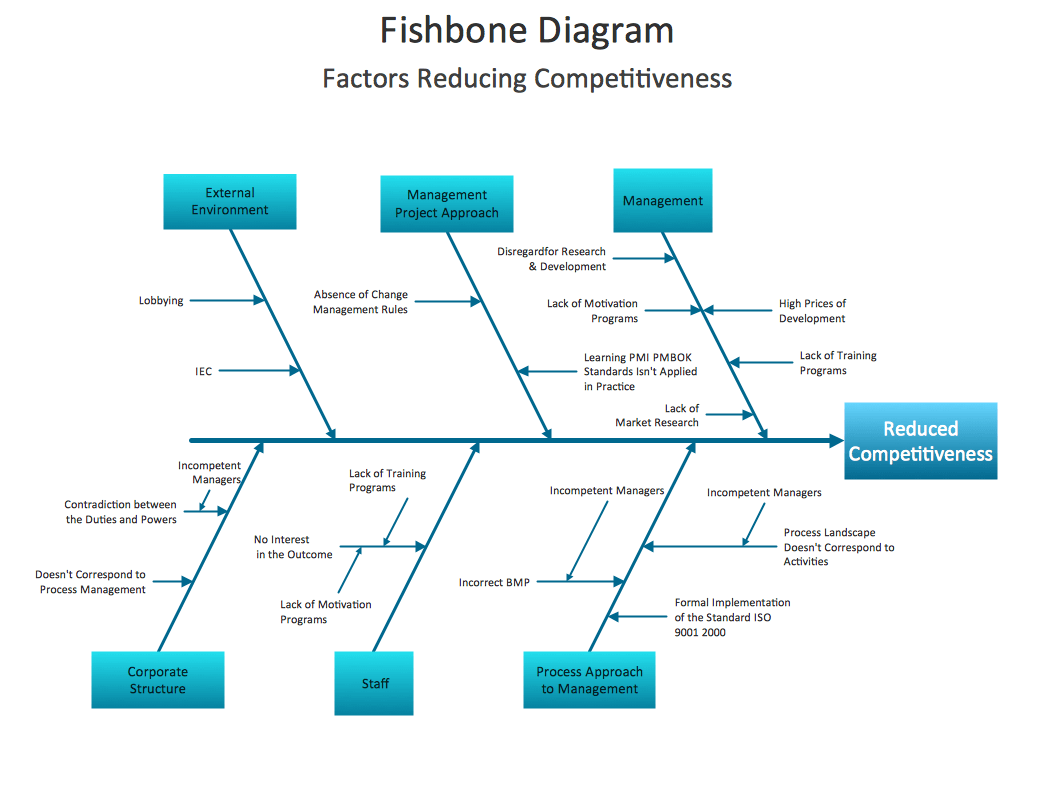 Fishbone Diagram
Factors Reducing Competitiveness
External
Environment
Management
Project Approach
Management
Disregardfor Research
& Development
Lobbying
Absence of Change
Management Rules
Lack of Motivation
Programs
High Prices of
Development
IEC
Learning PMI PMBOK
Standards Isn't Applied
in Practice
Lack of Training
Programs
Lack of
Market Research
Reduced
Competitiveness
Incompetent
Managers
Contradiction between
the Duties and Powers
Doesn't Correspond to
Process Management
Lack of Training
Programs
No Interest
in the Outcome
Lack of Motivation
Programs
Incompetent Managers
Incorrect BMP
Incompetent Managers
Process Landscape
Doesn't Correspond to
Activities
Formal Implementation
of the Standard ISO
9001 2000
Corporate
Structure
Staff
Process Approach
to Management